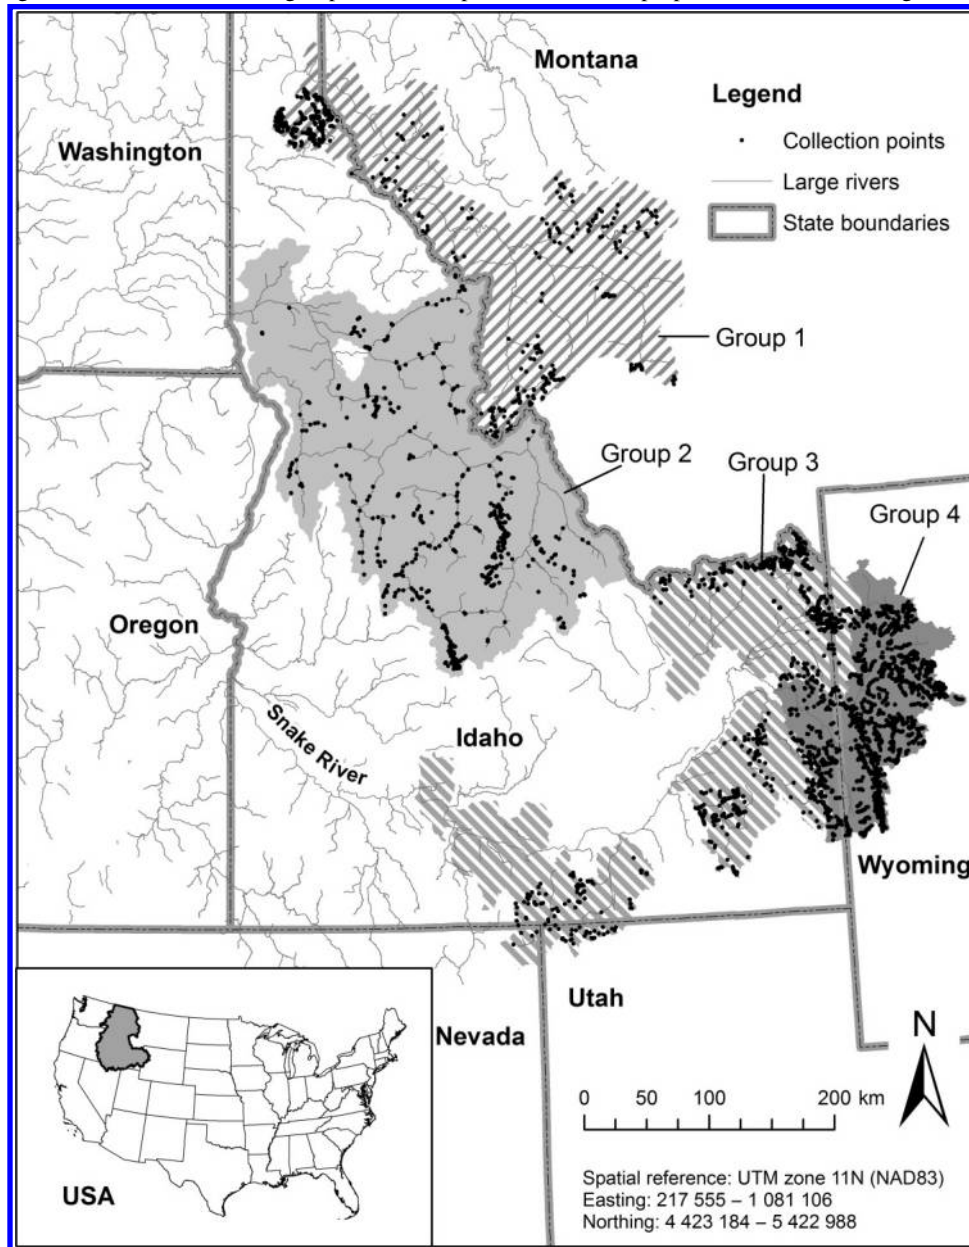 Montana
Legend
Collection points
Large rivers
State boundaries
Washington
Group 1
Group 2
Group 3
Group 4
Oregon
Snake River
Idaho
Wyoming
Utah
Nevada
N
0 50 100 200 km
USA
Spatial reference: UTM zone 11N (NAD83)
Easting: 217 555 – 1 081 106
Northing: 4 423 184 – 5 422 988